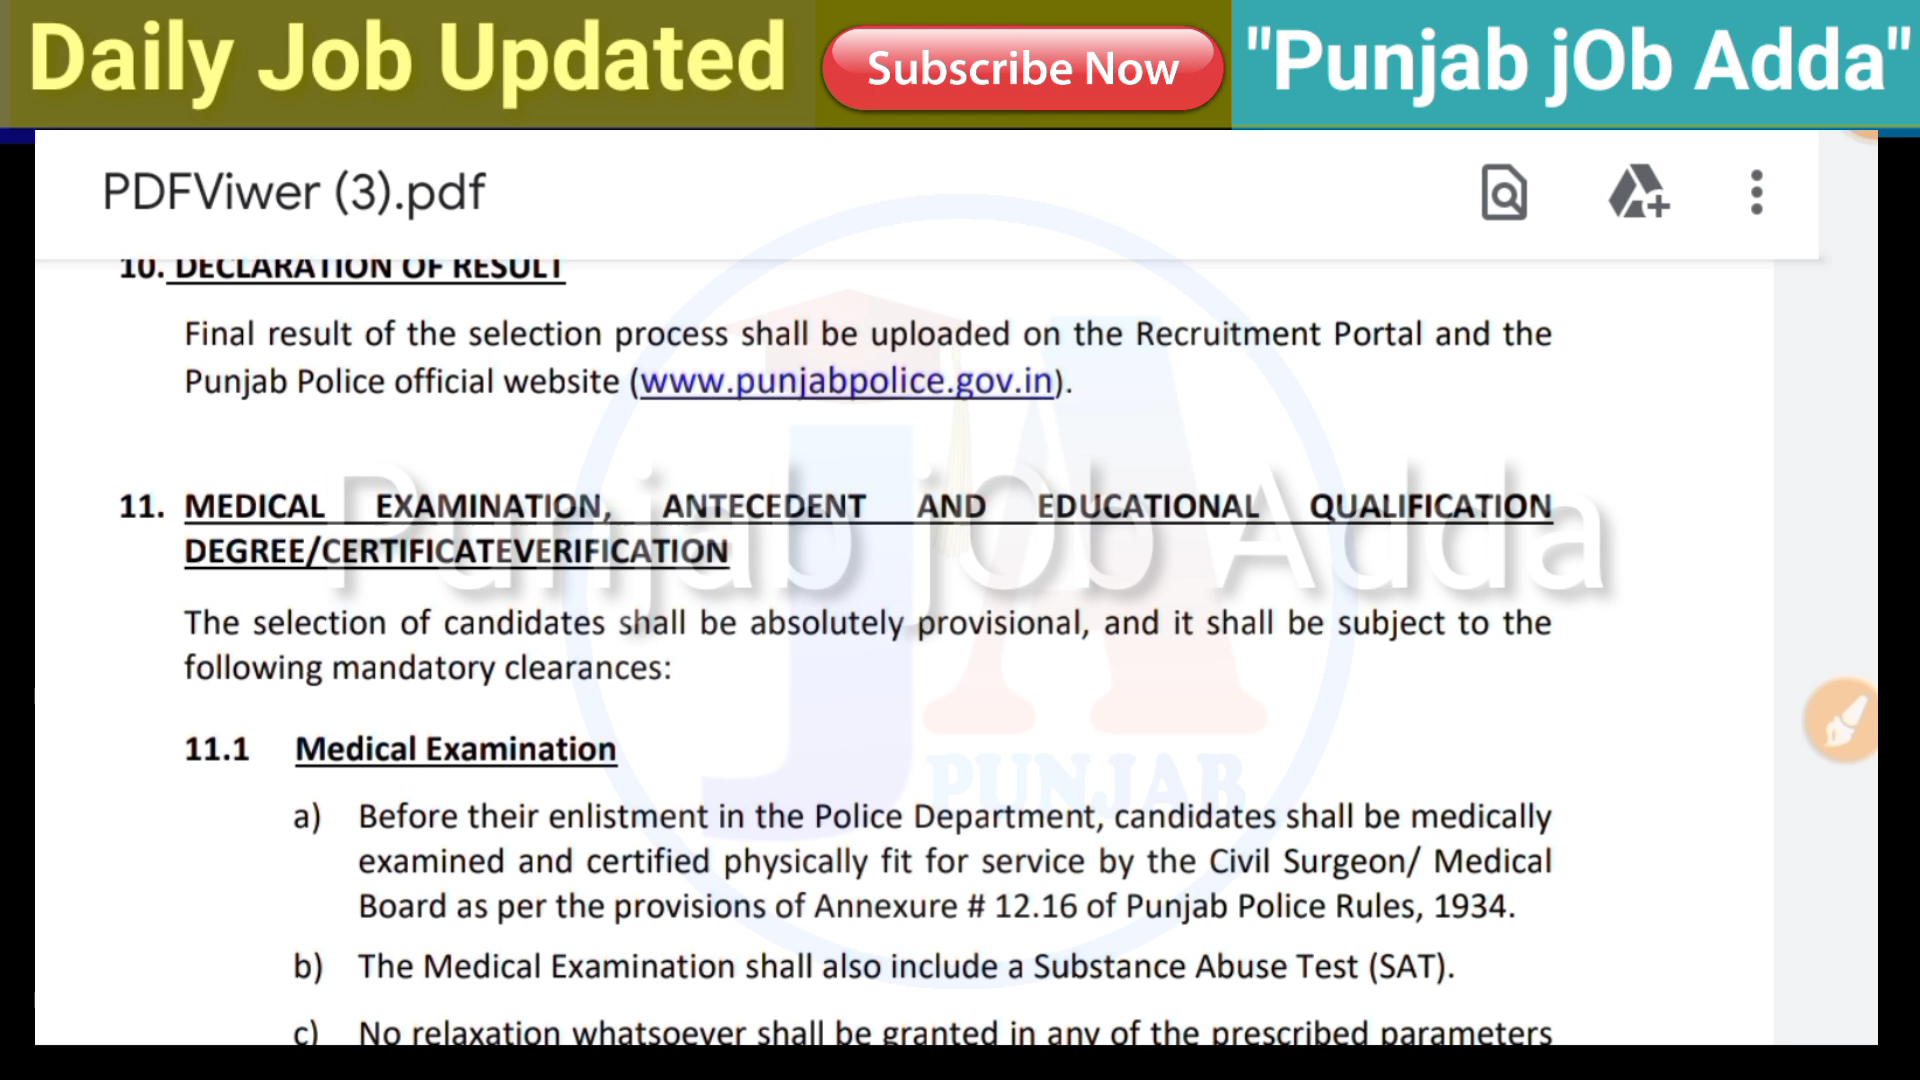 Daily Job Updated
Subscribe Now
"Punjab jOb Adda"
PDFViwer (3).pdf
10. DECLARATION OF RESULT
Final result of the selection process shall be uploaded on the Recruitment Portal and the
Punjab Police official website (www.punjabpolice.gov.in).
11. MEDICAL EXAMINATION, ANTECEDENT AND EDUCATIONAL QUALIFICATION
DEGREE/CERTIFICATEVERIFICATION
Punjab jOb Adda
The selection of candidates shall be absolutely provisional, and it shall be subject to the
following mandatory clearances:
11.1 Medical Examination
PUNJAB
a) Before their enlistment in the Police Department, candidates shall be medically
examined and certified physically fit for service by the Civil Surgeon/ Medical
Board as per the provisions of Annexure # 12.16 of Punjab Police Rules, 1934.
b) The Medical Examination shall also include a Substance Abuse Test (SAT).
c) No relaxation whatsoever shall be granted in any of the prescribed parameters